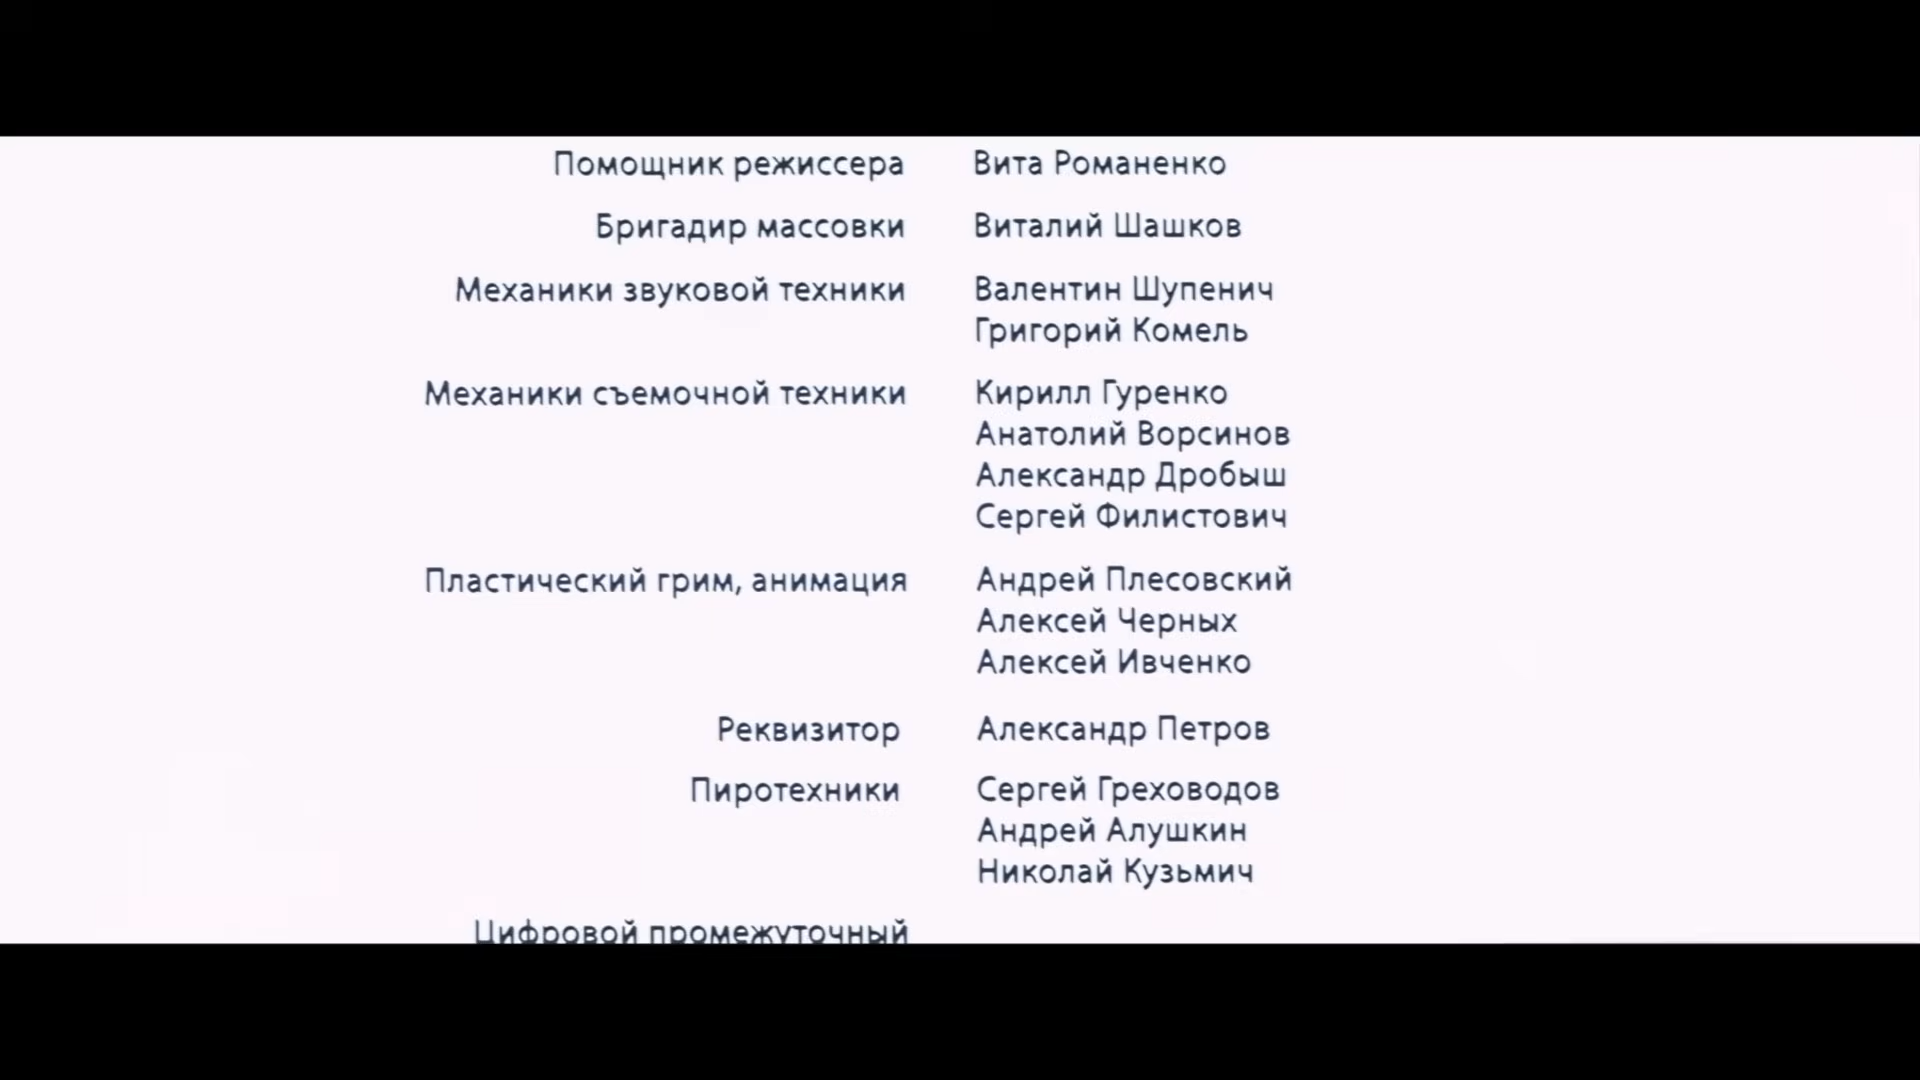 Помощник режиссера Вита Романенко
Бригадир массовки Виталий Шашков
Механики звуковой техники Валентин Шупенич
Григорий Комель
Механики съемочной техники Кирилл Гуренко
Анатолий Ворсинов
Александр Дробыш
Сергей Филистович
Пластический грим, анимация Андрей Плесовский
Алексей Черных
Алексей Ивченко
Реквизитор Александр Петров
Пиротехники Сергей Греховодов
Андрей Алушкин
Николай Кузьмич
Цифровой промежуточный